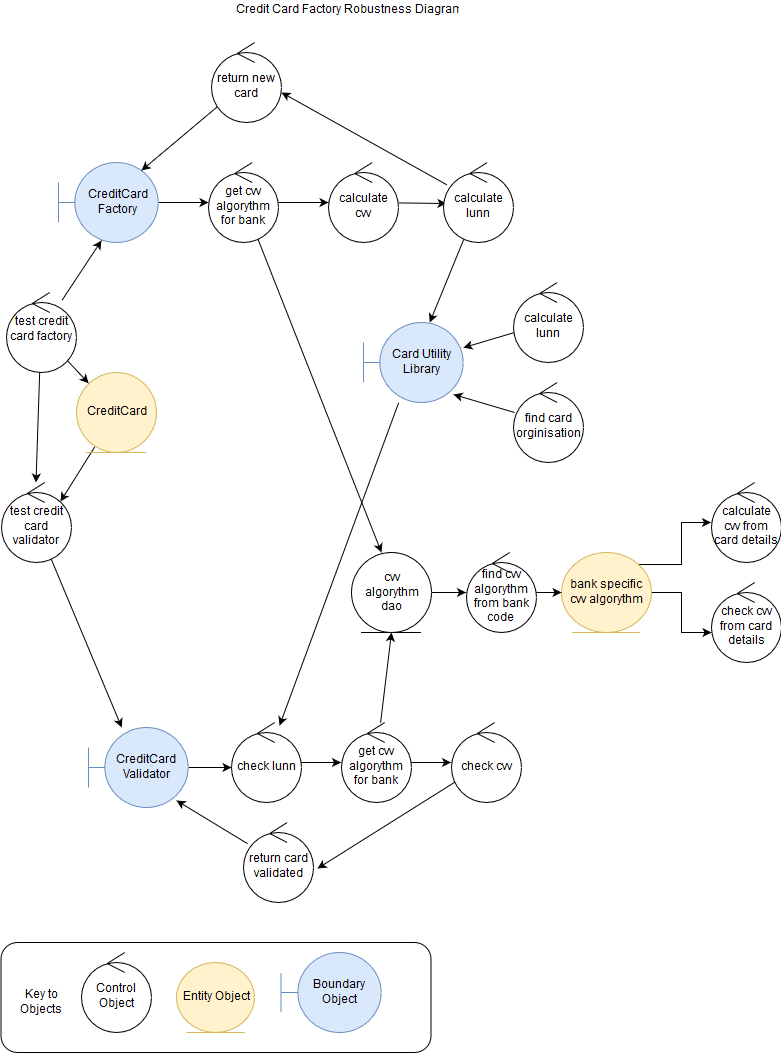 Credit Card Factory Robustness Diagram
return new
card
CreditCard
Factory
get cvv
algorythm
for bank
calculate
cvv
calculate
lunn
test credit
card factory
calculate
lunn
Card Utility
Library
CreditCard
find card
orginisation
test credit
card
validator
calculate
cvv from
card details
cvv
algorythm
dao
find cvv
algorythm
from bank
code
bank specific
cvv algorythm
check cvv
from card
details
CreditCard
Validator
check lunn
get cvv
algorythm
for bank
check cvv
return card
validated
Key to
Objects
Control
Object
Entity Object
Boundary
Object